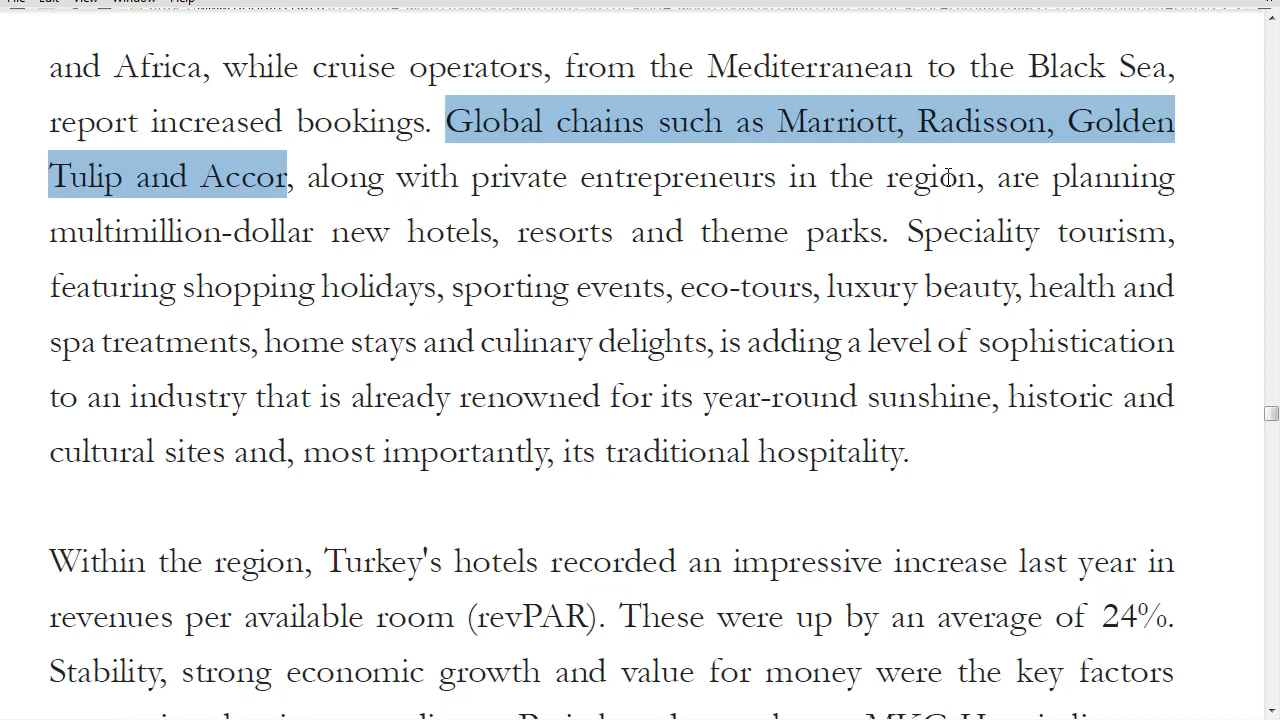 and Africa, while cruise operators, from the Mediterranean to the Black Sea,
report increased bookings. Global chains such as Marriott, Radisson, Golden
Tulip and Accor, along with private entrepreneurs in the region, are planning
multimillion-dollar new hotels, resorts and theme parks. Speciality tourism,
featuring shopping holidays, sporting events, eco-tours, luxury beauty, health and
spa treatments, home stays and culinary delights, is adding a level of sophistication
to an industry that is already renowned for its year-round sunshine, historic and
cultural sites and, most importantly, its traditional hospitality.
Within the region, Turkey's hotels recorded an impressive increase last year in
revenues per available room (revPAR). These were up by an average of 24%.
Stability, strong economic growth and value for money were the key factors